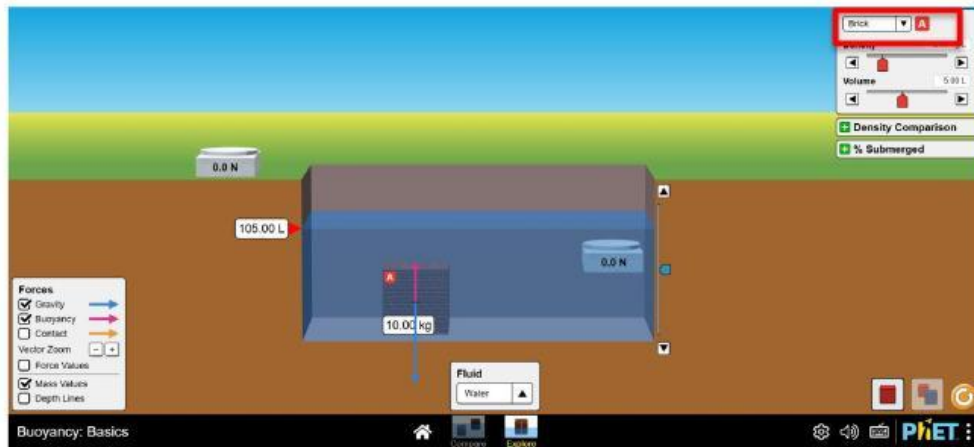 Brick
A
Density
Volume
5.00 L
Density Comparison
% Submerged
0.0 N
105.00 L
0.0 N
A
10.00 kg
Forces
Gravity
Buoyancy
Contact
Vector Zoom
Force Values
Mass Values
Depth Lines
Fluid
Water
Buoyancy: Basics
Compare
Explore
PhET